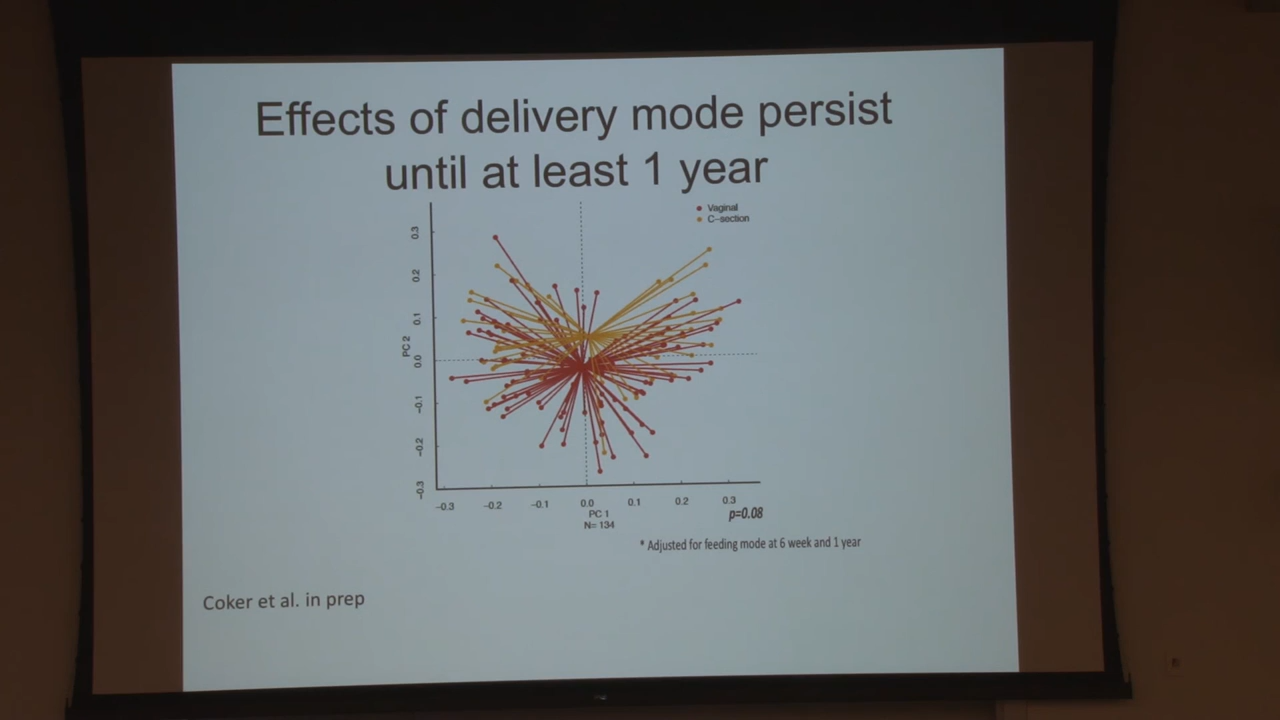 Effects of delivery mode persist
until at least 1 year
Vaginal
C-section
0.3
0.2
0.1
0.0
-0.1
-0.2
-0.3
PC 2
-0.3 -0.2 -0.1 0.0 0.1 0.2 0.3
PC 1
N= 134
p=0.08
* Adjusted for feeding mode at 6 week and 1 year
Coker et al. in prep